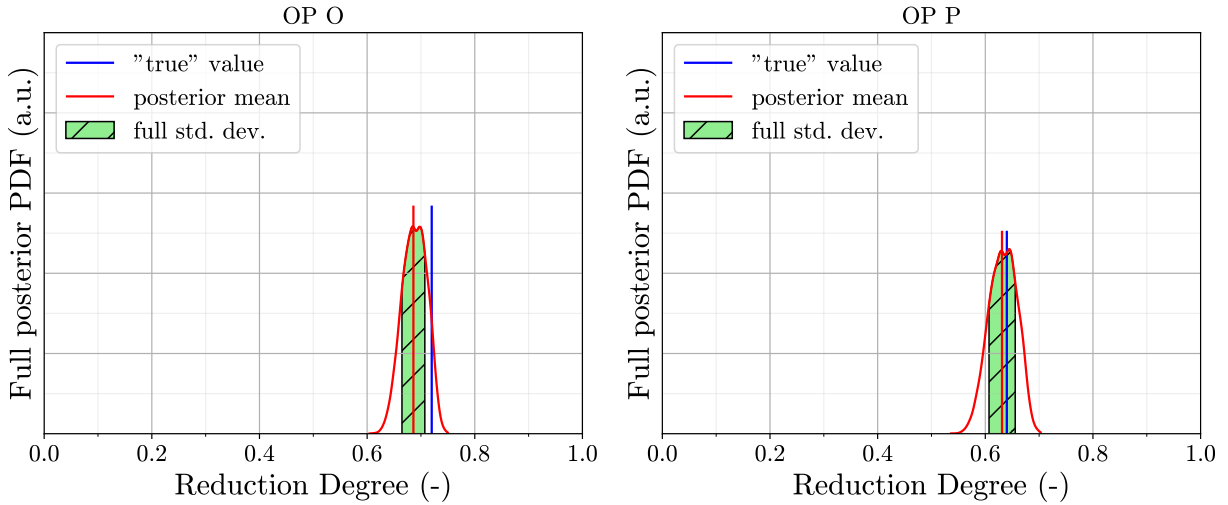 OP O
"true" value
posterior mean
full std. dev.
Full posterior PDF (a.u.)
0.0 0.2 0.4 0.6 0.8 1.0
Reduction Degree (-)
OP P
"true" value
posterior mean
full std. dev.
Full posterior PDF (a.u.)
0.0 0.2 0.4 0.6 0.8 1.0
Reduction Degree (-)